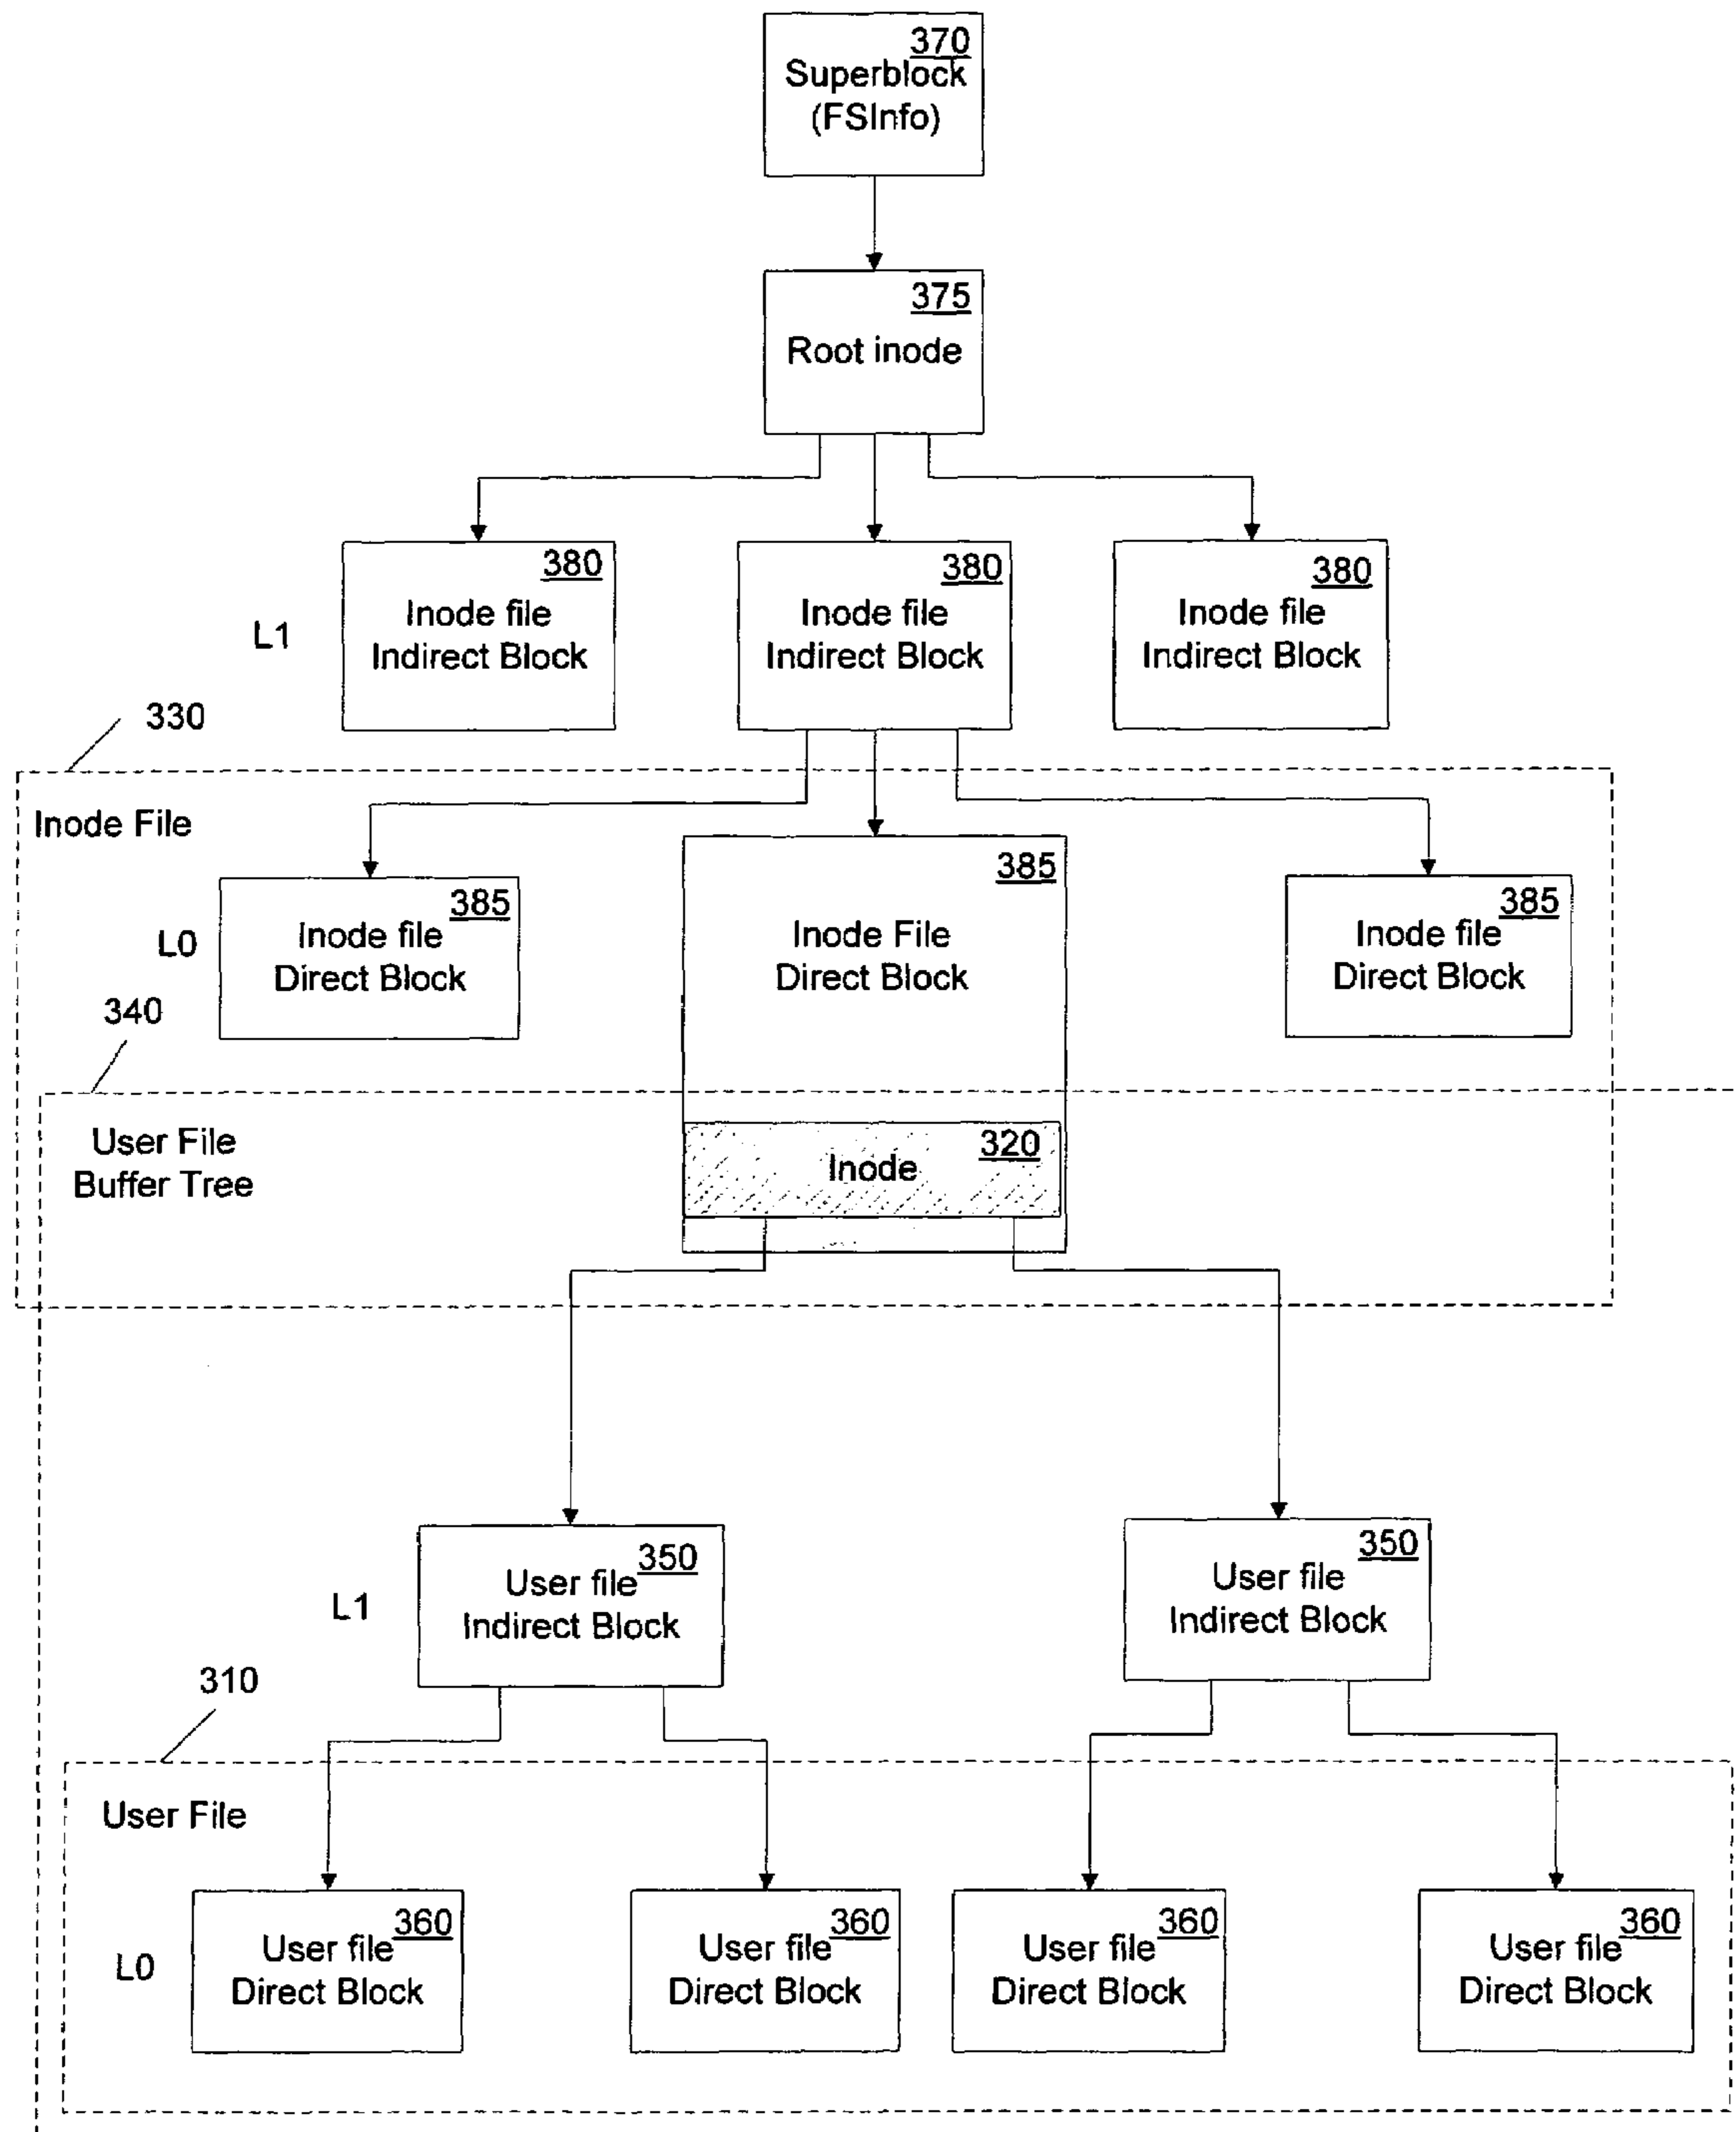 370
Superblock
(FSInfo)
375
Root inode
380
Inode file
Indirect Block
380
Inode file
Indirect Block
380
Inode file
Indirect Block
L1
330
Inode File
385
Inode file
Direct Block
L0
385
Inode File
Direct Block
385
Inode file
Direct Block
340
User File
Buffer Tree
320
Inode
350
User file
Indirect Block
L1
350
User file
Indirect Block
310
User File
360
User file
Direct Block
L0
360
User file
Direct Block
360
User file
Direct Block
360
User file
Direct Block